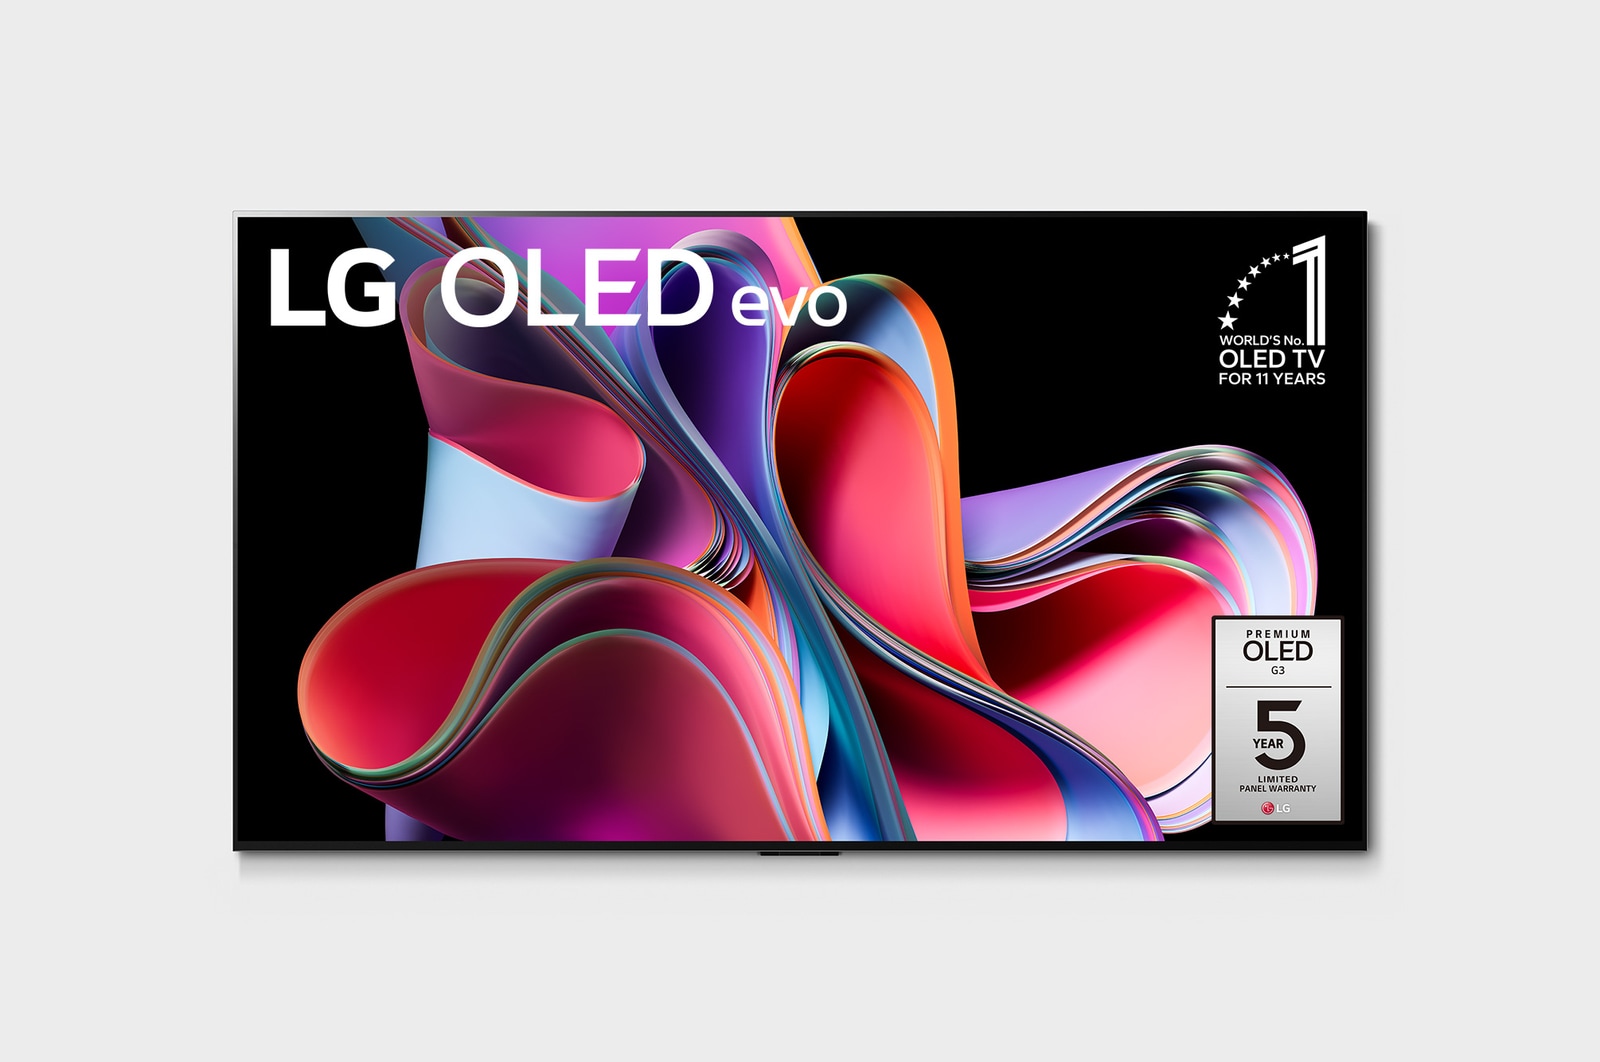 LG OLED evo
1
WORLD'S No.
OLED TV
FOR 11 YEARS
PREMIUM
OLED
G3
5
YEAR
LIMITED
PANEL WARRANTY
LG